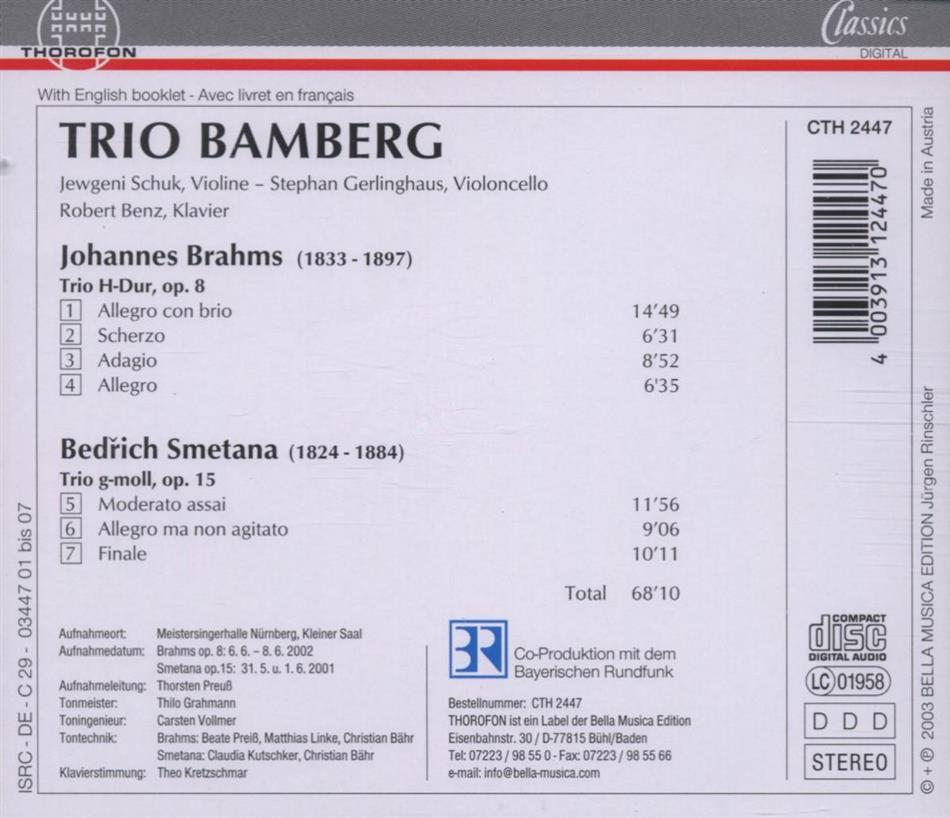 THOROFON
Classics
DIGITAL
With English booklet - Avec livret en français
TRIO BAMBERG
Jewgeni Schuk, Violine – Stephan Gerlinghaus, Violoncello
Robert Benz, Klavier
Johannes Brahms (1833 - 1897)
Trio H-Dur, op. 8
1 Allegro con brio 14'49
2 Scherzo 6'31
3 Adagio 8'52
4 Allegro 6'35
Bedřich Smetana (1824 - 1884)
Trio g-moll, op. 15
5 Moderato assai 11'56
6 Allegro ma non agitato 9'06
7 Finale 10'11
Total 68'10
Aufnahmeort: Meistersingerhalle Nürnberg, Kleiner Saal
Aufnahmedatum: Brahms op. 8: 6. 6. – 8. 6. 2002
Smetana op.15: 31. 5. u. 1. 6. 2001
Aufnahmeleitung: Thorsten Preuß
Tonmeister: Thilo Grahmann
Toningenieur: Carsten Vollmer
Tontechnik: Brahms: Beate Preiß, Matthias Linke, Christian Bähr
Smetana: Claudia Kutschker, Christian Bähr
Klavierstimmung: Theo Kretzschmar
BR
Co-Produktion mit dem
Bayerischen Rundfunk
Bestellnummer: CTH 2447
THOROFON ist ein Label der Bella Musica Edition
Eisenbahnstr. 30 / D-77815 Bühl/Baden
Tel: 07223 / 98 55 0 - Fax: 07223 / 98 55 66
e-mail: info@bella-musica.com
CTH 2447
4 003913 124470
COMPACT
disc
DIGITAL AUDIO
LC 01958
D D D
STEREO
ISRC - DE - C 29 - 03447 01 bis 07
Made in Austria
© + ℗ 2003 BELLA MUSICA EDITION Jürgen Rinschler